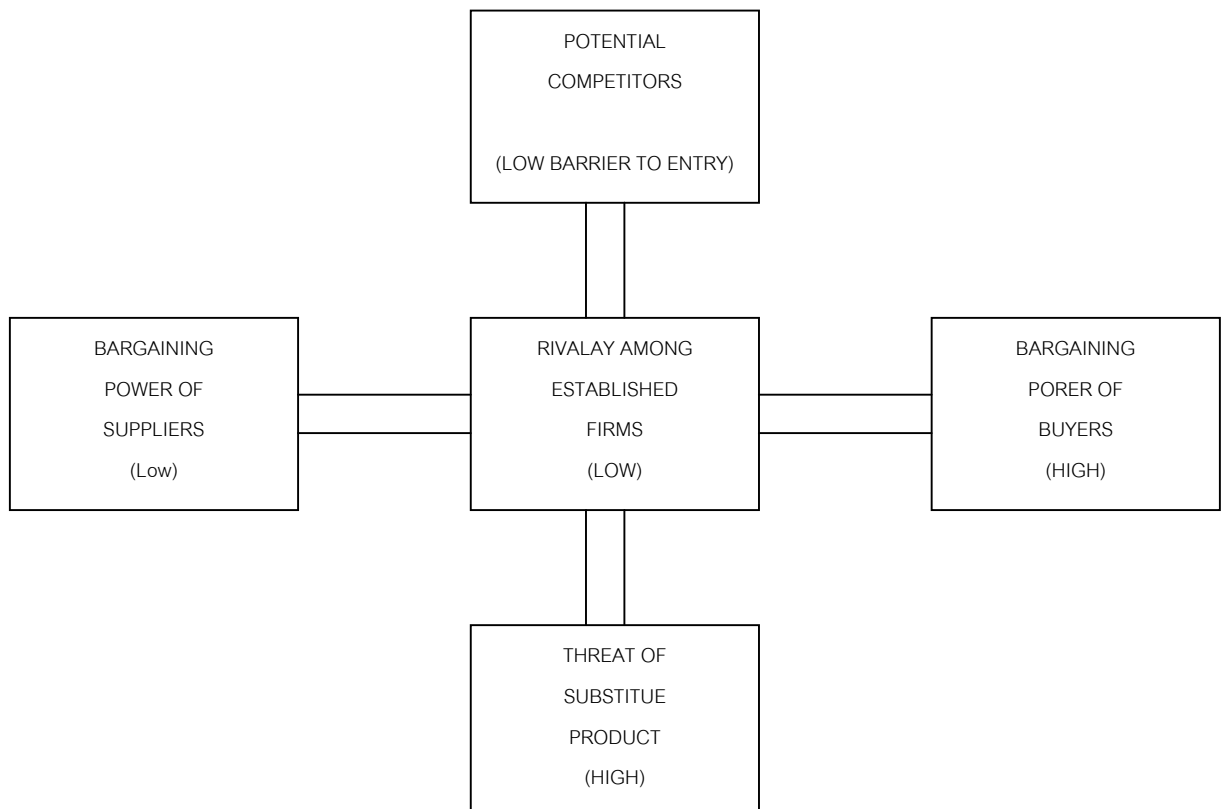 POTENTIAL
COMPETITORS
(LOW BARRIER TO ENTRY)
BARGAINING
POWER OF
SUPPLIERS
(Low)
RIVALAY AMONG
ESTABLISHED
FIRMS
(LOW)
BARGAINING
PORER OF
BUYERS
(HIGH)
THREAT OF
SUBSTITUE
PRODUCT
(HIGH)